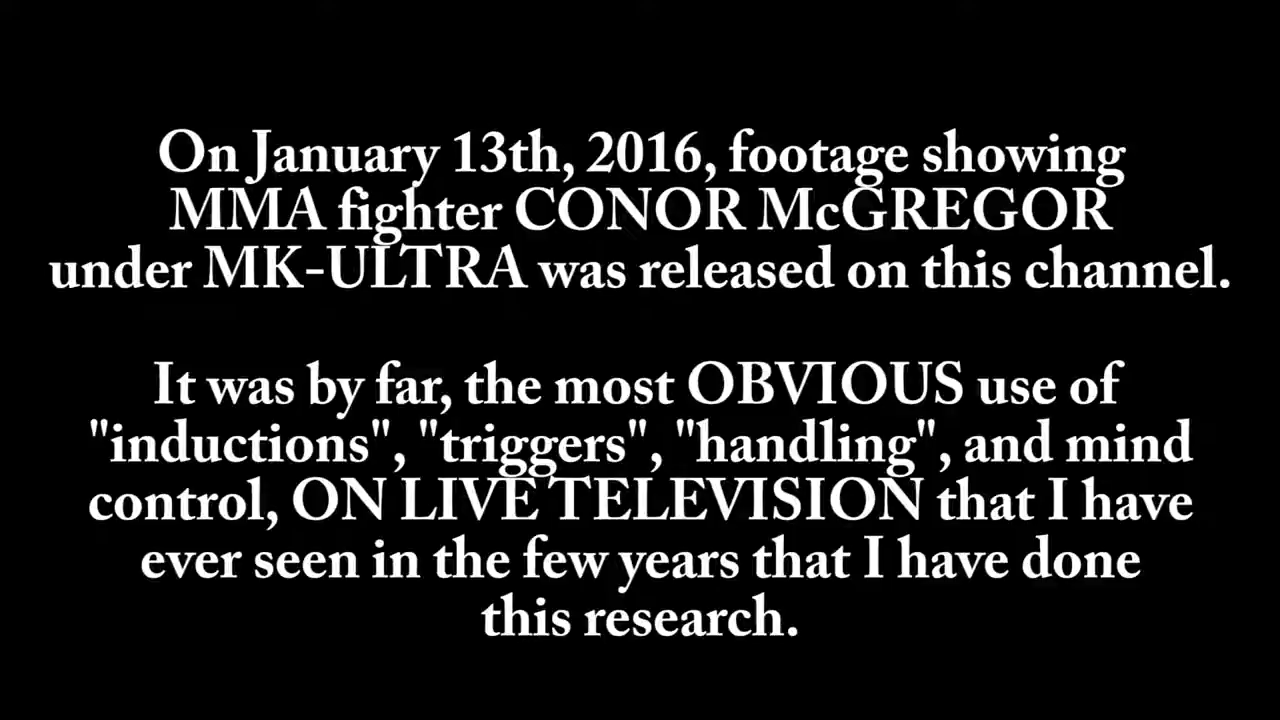 On January 13th, 2016, footage showing
MMA fighter CONOR McGREGOR
under MK-ULTRA was released on this channel.
It was by far, the most OBVIOUS use of
"inductions", "triggers", "handling", and mind
control, ON LIVE TELEVISION that I have
ever seen in the few years that I have done
this research.